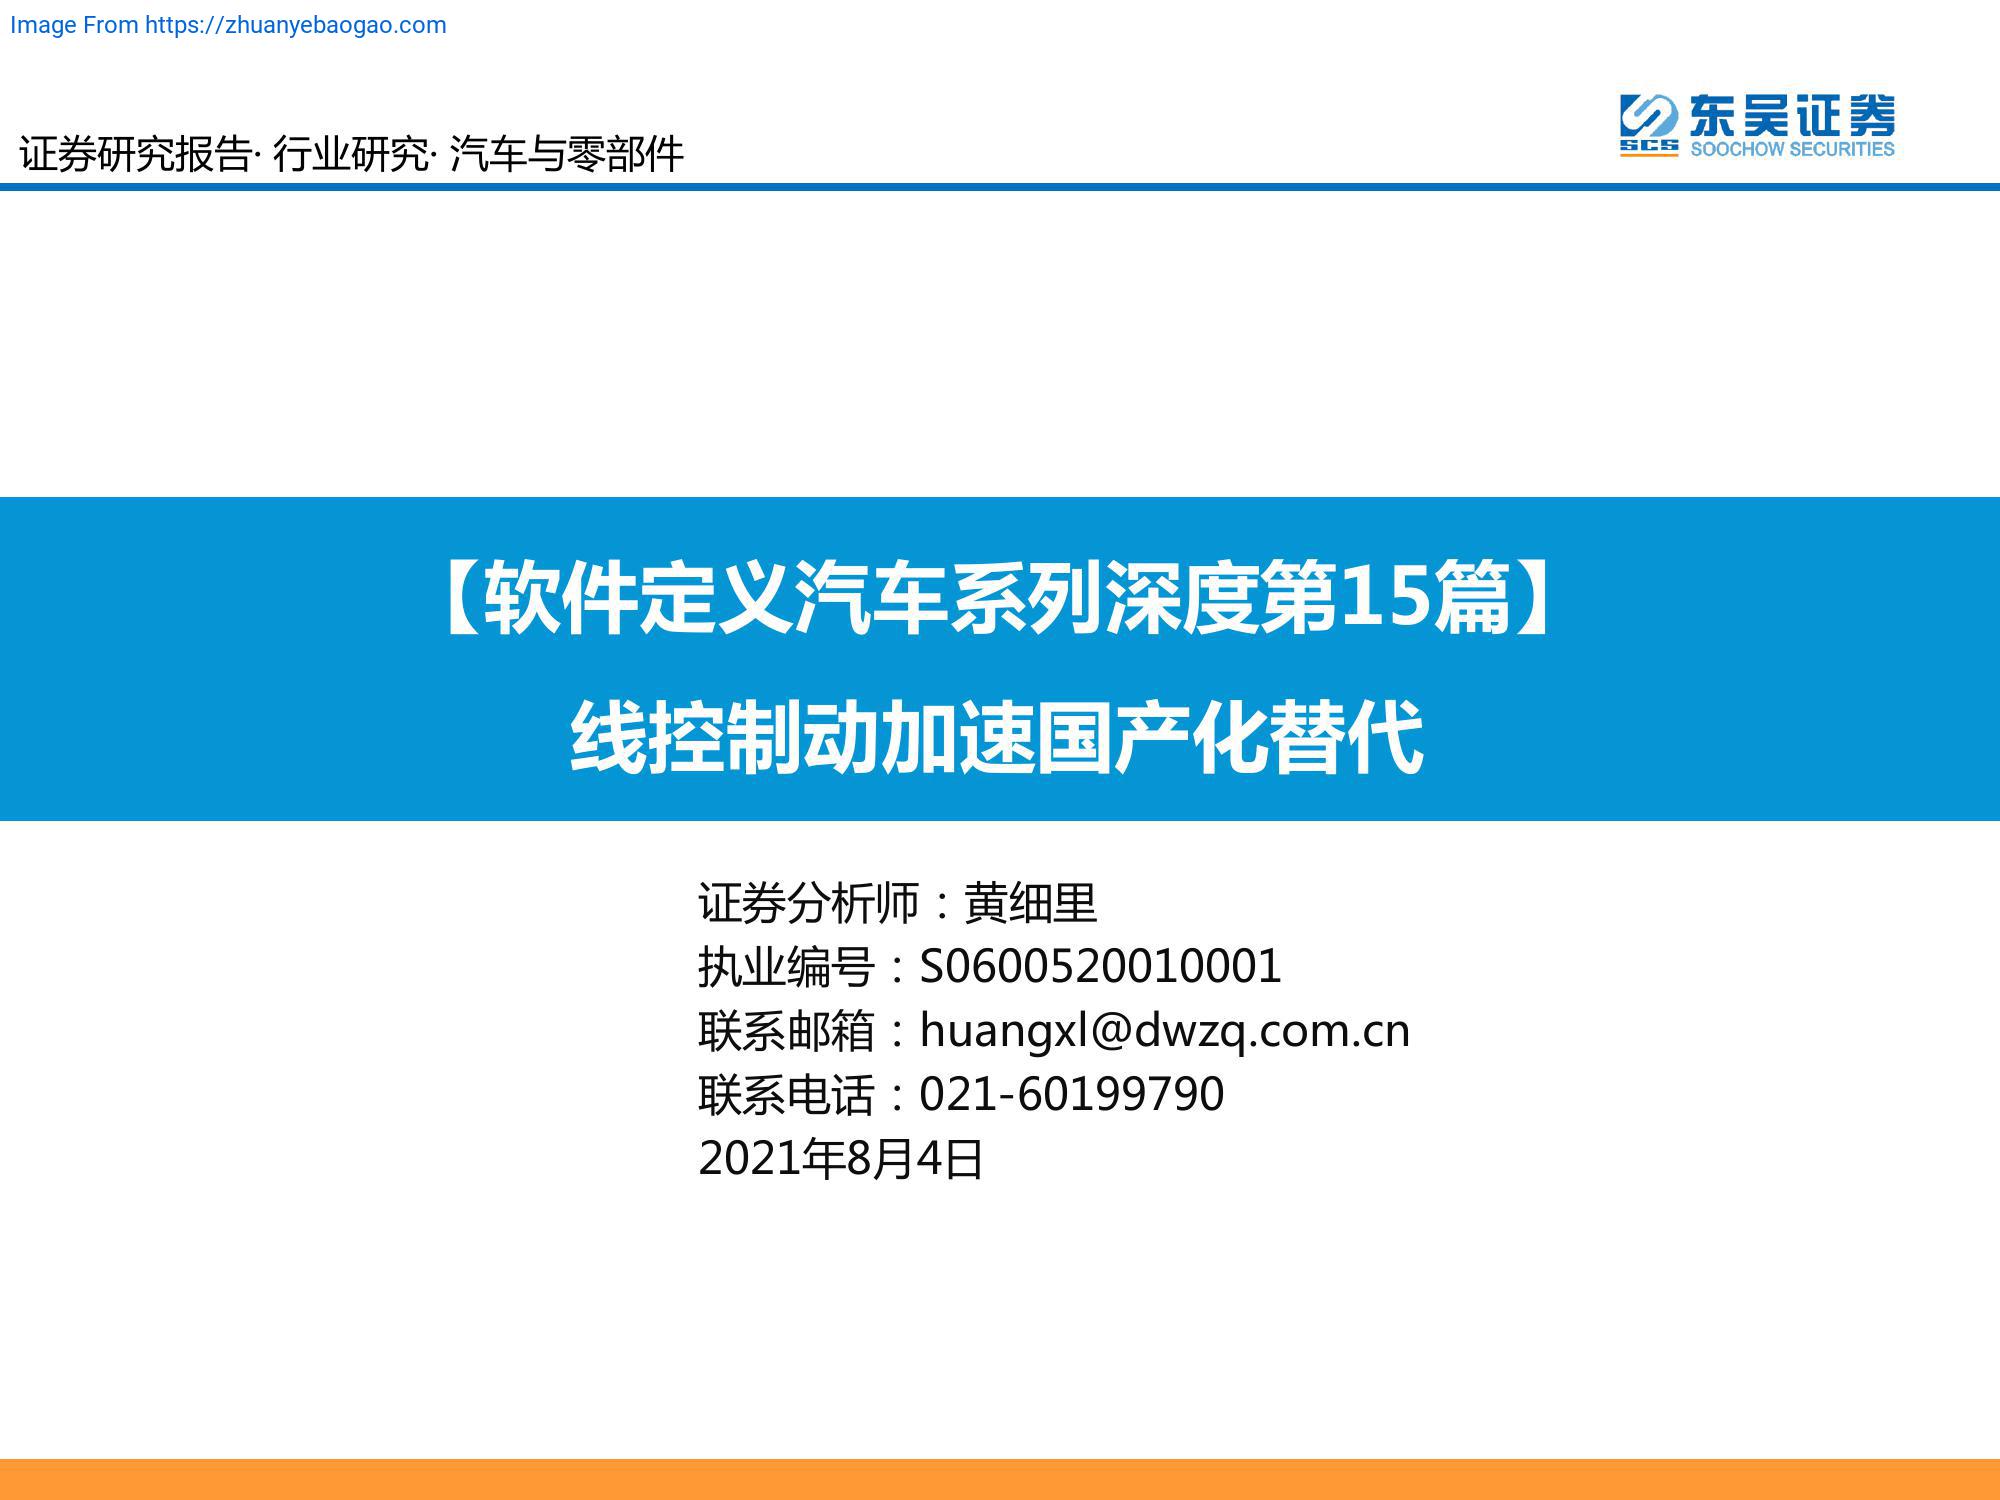 Image From https://zhuanyebaogao.com
证券研究报告· 行业研究· 汽车与零部件
东吴证券
SCS
SOOCHOW SECURITIES
【软件定义汽车系列深度第15篇】
线控制动加速国产化替代
证券分析师：黄细里
执业编号：S0600520010001
联系邮箱：huangxl@dwzq.com.cn
联系电话：021-60199790
2021年8月4日